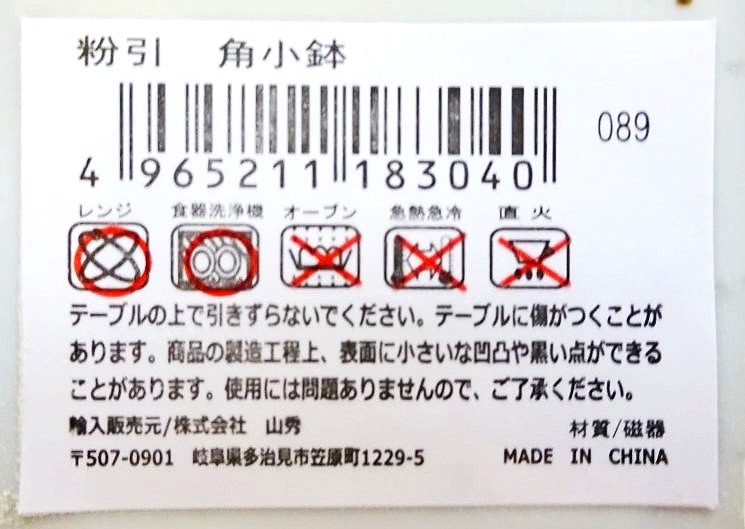 粉引　角小鉢
089
4 965211 183040
レンジ 食器洗浄機 オーブン 急熱急冷 直火
テーブルの上で引きずらないでください。テーブルに傷がつくことが
あります。商品の製造工程上、表面に小さいな凹凸や黒い点ができる
ことがあります。使用には問題ありませんので、ご了承ください。
輸入販売元/株式会社　山秀
材質/磁器
〒507-0901　岐阜県多治見市笠原町1229-5
MADE IN CHINA